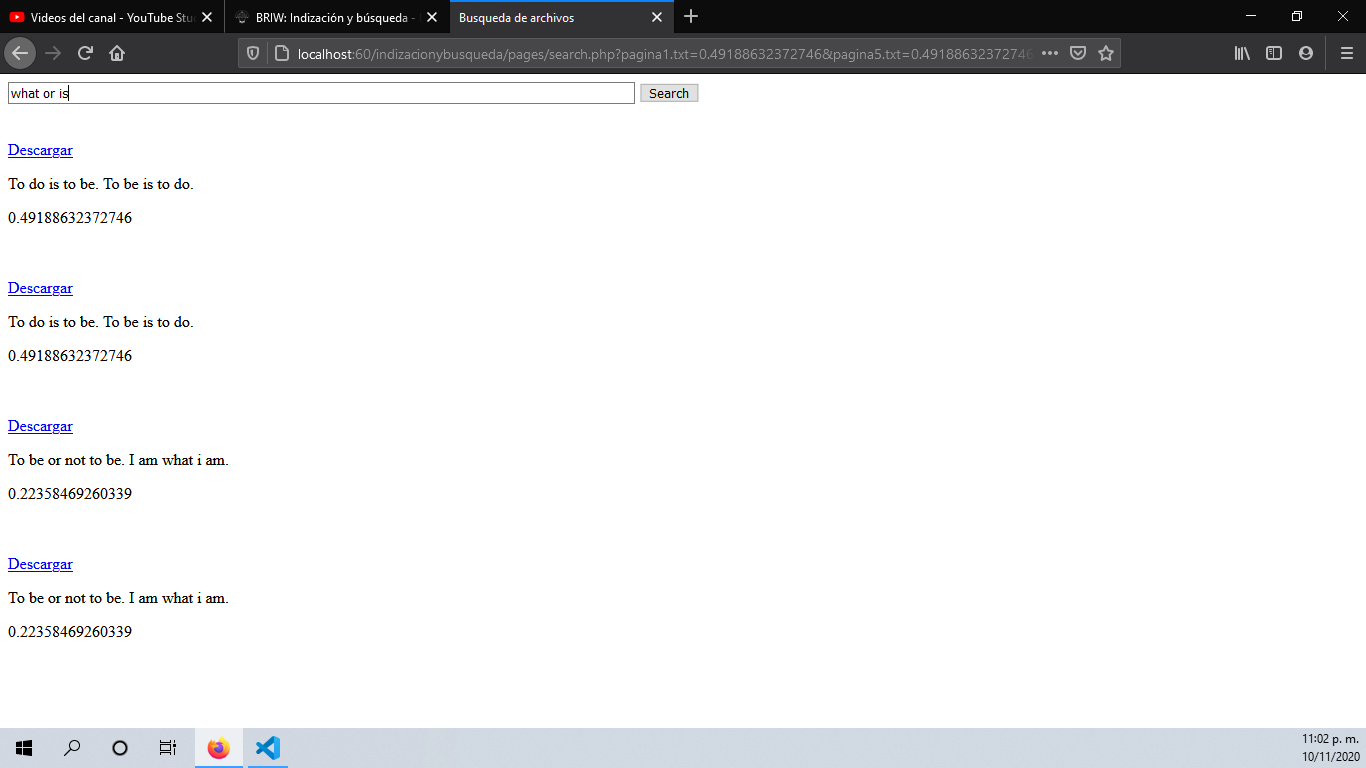 Videos del canal - YouTube Stu
BRIW: Indización y búsqueda -
Busqueda de archivos
localhost:60/indizacionybusqueda/pages/search.php?pagina1.txt=0.49188632372746&pagina5.txt=0.49188632372746
what or is
Search
Descargar
To do is to be. To be is to do.
0.49188632372746
Descargar
To do is to be. To be is to do.
0.49188632372746
Descargar
To be or not to be. I am what i am.
0.22358469260339
Descargar
To be or not to be. I am what i am.
0.22358469260339
11:02 p. m.
10/11/2020